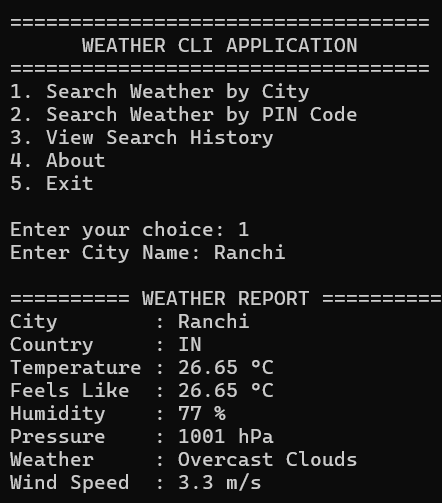 ===================================
WEATHER CLI APPLICATION
===================================
1. Search Weather by City
2. Search Weather by PIN Code
3. View Search History
4. About
5. Exit
Enter your choice: 1
Enter City Name: Ranchi
========== WEATHER REPORT ==========
City        : Ranchi
Country     : IN
Temperature : 26.65 °C
Feels Like  : 26.65 °C
Humidity    : 77 %
Pressure    : 1001 hPa
Weather     : Overcast Clouds
Wind Speed  : 3.3 m/s